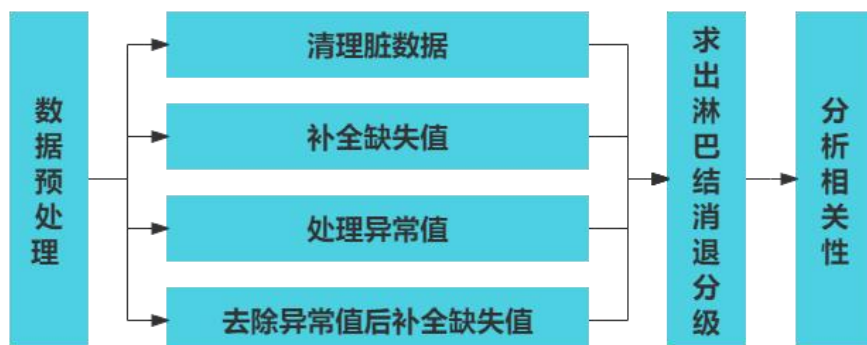 数据预处理
清理脏数据
补全缺失值
处理异常值
去除异常值后补全缺失值
求出淋巴结消退分级
分析相关性